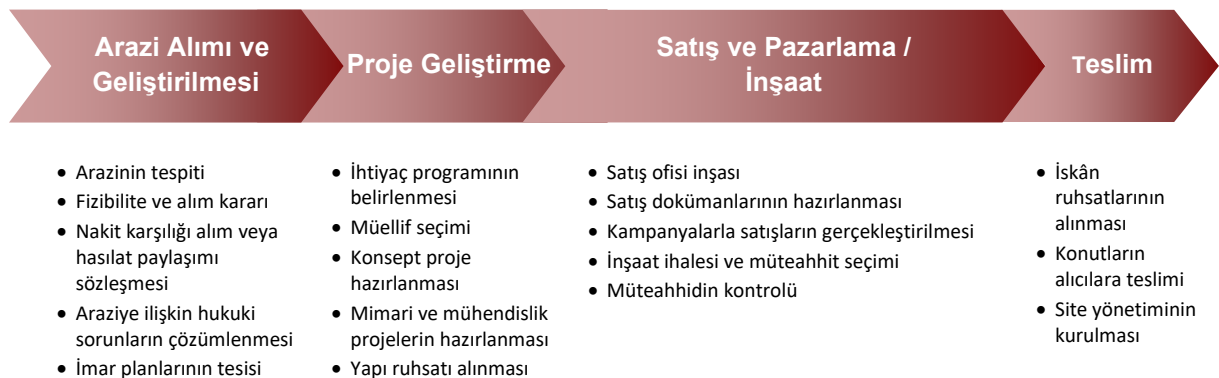 Arazi Alımı ve
Geliştirilmesi
Proje Geliştirme
Satış ve Pazarlama /
İnşaat
Teslim
• Arazinin tespiti
• Fizibilite ve alım kararı
• Nakit karşılığı alım veya
hasılat paylaşımı
sözleşmesi
• Araziye ilişkin hukuki
sorunların çözümlenmesi
• İmar planlarının tesisi
• İhtiyaç programının
belirlenmesi
• Müellif seçimi
• Konsept proje
hazırlanması
• Mimari ve mühendislik
projelerin hazırlanması
• Yapı ruhsatı alınması
• Satış ofisi inşası
• Satış dokümanlarının hazırlanması
• Kampanyalarla satışların gerçekleştirilmesi
• İnşaat ihalesi ve müteahhit seçimi
• Müteahhidin kontrolü
• İskân
ruhsatlarının
alınması
• Konutların
alıcılara teslimi
• Site yönetiminin
kurulması